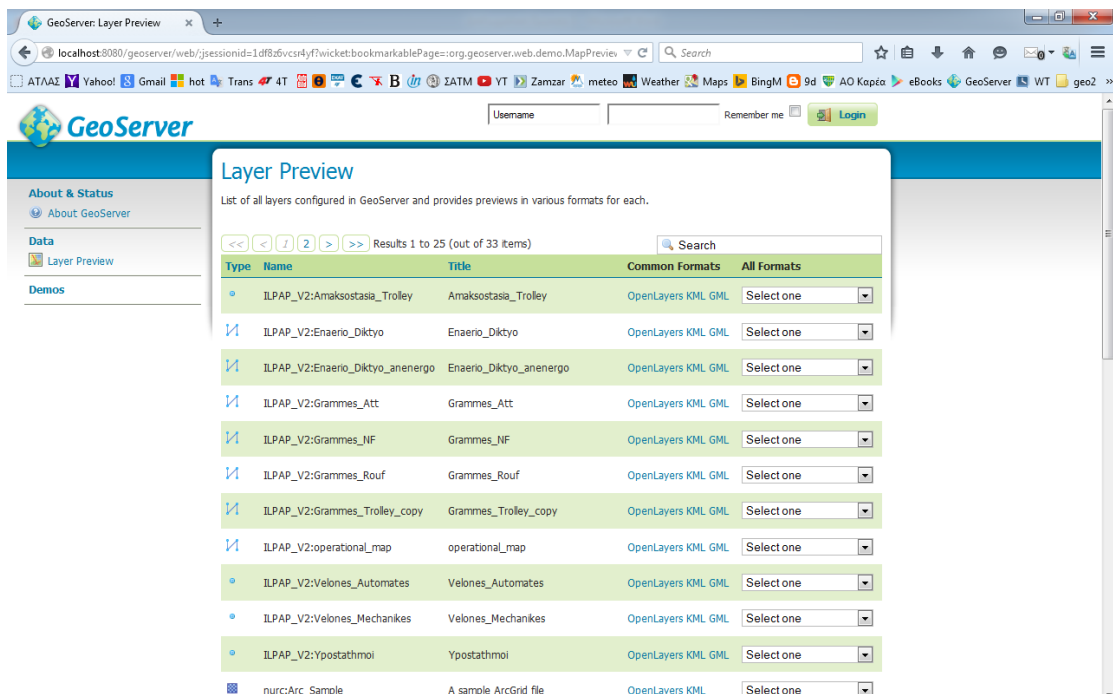 GeoServer: Layer Preview
localhost:8080/geoserver/web/;jsessionid=1df8z6vcsr4yf?wicket:bookmarkablePage=:org.geoserver.web.demo.MapPreviev
Search
ΑΤΛΑΣ Yahoo! Gmail hot Trans 4T ΣΑΤΜ YT Zamzar meteo Weather Maps BingM 9d ΑΟ Καρέα eBooks GeoServer WT geo2 »
GeoServer
Username
Remember me
Login
About & Status
About GeoServer
Data
Layer Preview
Demos
Layer Preview
List of all layers configured in GeoServer and provides previews in various formats for each.
<< < 1 2 > >> Results 1 to 25 (out of 33 items)
Search
Type Name Title Common Formats All Formats
ILPAP_V2:Amaksostasia_Trolley Amaksostasia_Trolley OpenLayers KML GML Select one
ILPAP_V2:Enaerio_Diktyo Enaerio_Diktyo OpenLayers KML GML Select one
ILPAP_V2:Enaerio_Diktyo_anenergo Enaerio_Diktyo_anenergo OpenLayers KML GML Select one
ILPAP_V2:Grammes_Att Grammes_Att OpenLayers KML GML Select one
ILPAP_V2:Grammes_NF Grammes_NF OpenLayers KML GML Select one
ILPAP_V2:Grammes_Rouf Grammes_Rouf OpenLayers KML GML Select one
ILPAP_V2:Grammes_Trolley_copy Grammes_Trolley_copy OpenLayers KML GML Select one
ILPAP_V2:operational_map operational_map OpenLayers KML GML Select one
ILPAP_V2:Velones_Automates Velones_Automates OpenLayers KML GML Select one
ILPAP_V2:Velones_Mechanikes Velones_Mechanikes OpenLayers KML GML Select one
ILPAP_V2:Ypostathmoi Ypostathmoi OpenLayers KML GML Select one
nurc:Arc_Sample A sample ArcGrid file OpenLayers KML Select one